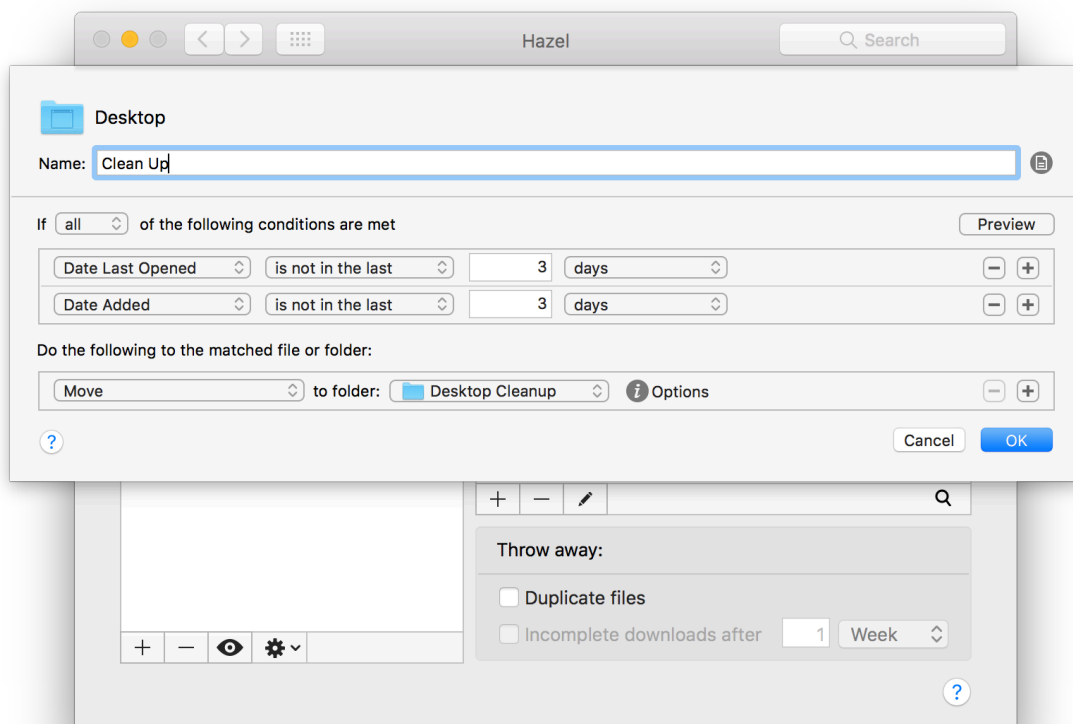 Hazel
Search
Desktop
Name: Clean Up
If all of the following conditions are met
Preview
Date Last Opened is not in the last 3 days
Date Added is not in the last 3 days
Do the following to the matched file or folder:
Move to folder: Desktop Cleanup i Options
? Cancel OK
Throw away:
Duplicate files
Incomplete downloads after 1 Week
?